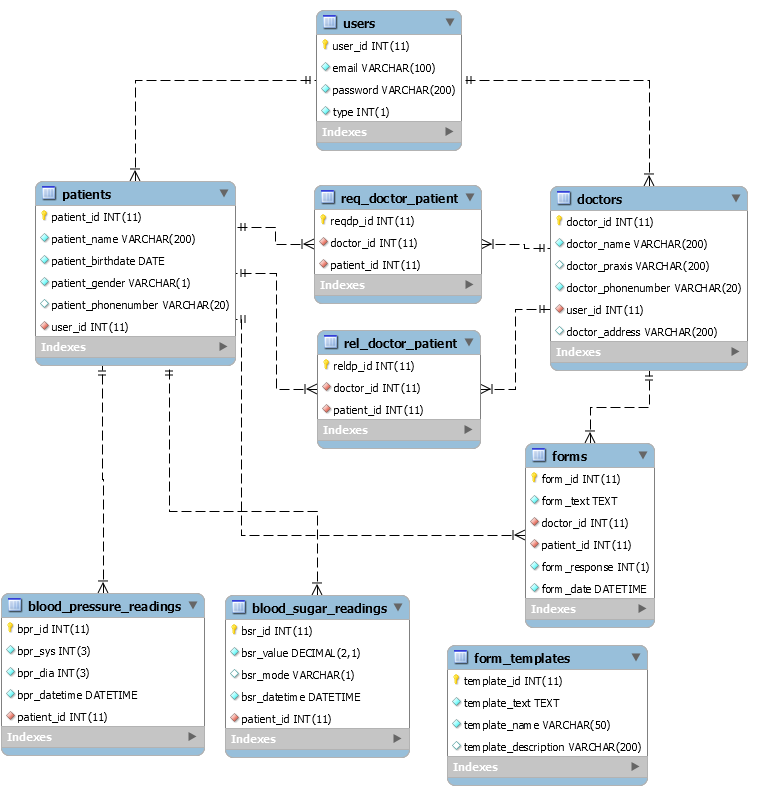 users
user_id INT(11)
email VARCHAR(100)
password VARCHAR(200)
type INT(1)
Indexes
patients
patient_id INT(11)
patient_name VARCHAR(200)
patient_birthdate DATE
patient_gender VARCHAR(1)
patient_phonenumber VARCHAR(20)
user_id INT(11)
Indexes
req_doctor_patient
reqdp_id INT(11)
doctor_id INT(11)
patient_id INT(11)
Indexes
doctors
doctor_id INT(11)
doctor_name VARCHAR(200)
doctor_praxis VARCHAR(200)
doctor_phonenumber VARCHAR(20)
user_id INT(11)
doctor_address VARCHAR(200)
Indexes
rel_doctor_patient
reldp_id INT(11)
doctor_id INT(11)
patient_id INT(11)
Indexes
forms
form_id INT(11)
form_text TEXT
doctor_id INT(11)
patient_id INT(11)
form_response INT(1)
form_date DATETIME
Indexes
blood_pressure_readings
bpr_id INT(11)
bpr_sys INT(3)
bpr_dia INT(3)
bpr_datetime DATETIME
patient_id INT(11)
Indexes
blood_sugar_readings
bsr_id INT(11)
bsr_value DECIMAL(2,1)
bsr_mode VARCHAR(1)
bsr_datetime DATETIME
patient_id INT(11)
Indexes
form_templates
template_id INT(11)
template_text TEXT
template_name VARCHAR(50)
template_description VARCHAR(200)
Indexes